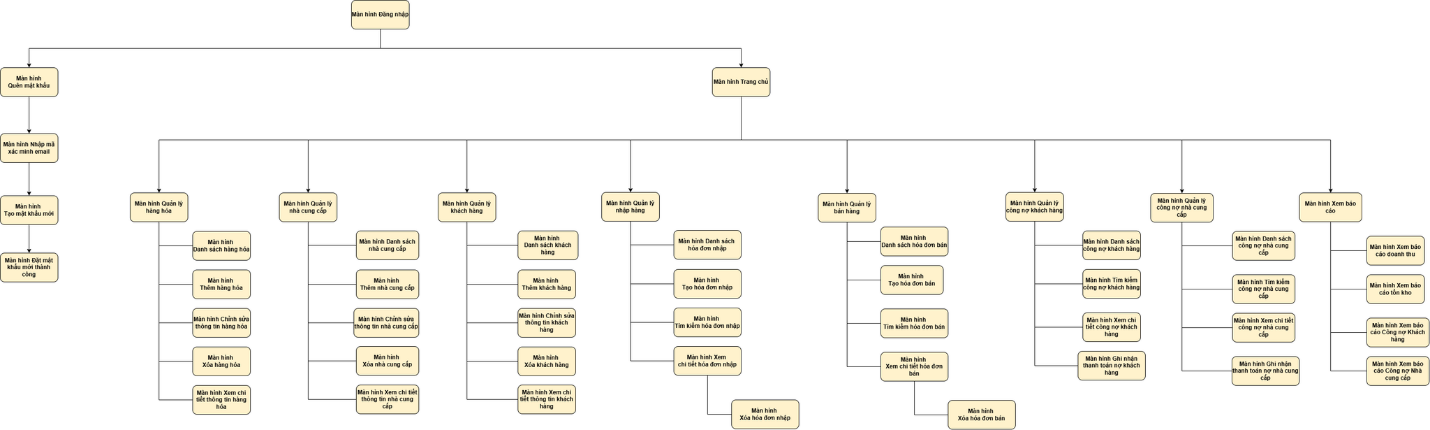 Màn hình Đăng nhập
Màn hình
Quên mật khẩu
Màn hình Trang chủ
Màn hình Nhập mã
xác minh email
Màn hình
Tạo mật khẩu mới
Màn hình Đặt mật
khẩu mới thành
công
Màn hình Quản lý
hàng hóa
Màn hình
Danh sách hàng hóa
Màn hình
Thêm hàng hóa
Màn hình Chỉnh sửa
thông tin hàng hóa
Màn hình
Xóa hàng hóa
Màn hình Xem chi
tiết thông tin hàng
hóa
Màn hình Quản lý
nhà cung cấp
Màn hình Danh sách
nhà cung cấp
Màn hình
Thêm nhà cung cấp
Màn hình Chỉnh sửa
thông tin nhà cung cấp
Màn hình
Xóa nhà cung cấp
Màn hình Xem chi tiết
thông tin nhà cung
cấp
Màn hình Quản lý
khách hàng
Màn hình
Danh sách khách
hàng
Màn hình
Thêm khách hàng
Màn hình Chỉnh sửa
thông tin khách
hàng
Màn hình
Xóa khách hàng
Màn hình Xem chi
tiết thông tin khách
hàng
Màn hình Quản lý
nhập hàng
Màn hình Danh sách
hóa đơn nhập
Màn hình
Tạo hóa đơn nhập
Màn hình
Tìm kiếm hóa đơn nhập
Màn hình Xem
chi tiết hóa đơn nhập
Màn hình
Xóa hóa đơn nhập
Màn hình Quản lý
bán hàng
Màn hình
Danh sách hóa đơn bán
Màn hình
Tạo hóa đơn bán
Màn hình
Tìm kiếm hóa đơn bán
Màn hình
Xem chi tiết hóa đơn
bán
Màn hình
Xóa hóa đơn bán
Màn hình Quản lý
công nợ khách hàng
Màn hình Danh sách
công nợ khách hàng
Màn hình Tìm kiếm
công nợ khách hàng
Màn hình Xem chi
tiết công nợ khách
hàng
Màn hình Ghi nhận
thanh toán nợ khách
hàng
Màn hình Quản lý
công nợ nhà cung
cấp
Màn hình Danh sách
công nợ nhà cung
cấp
Màn hình Tìm kiếm
công nợ nhà cung
cấp
Màn hình Xem chi tiết
công nợ nhà cung
cấp
Màn hình Ghi nhận
thanh toán nợ nhà cung
cấp
Màn hình Xem báo
cáo
Màn hình Xem báo
cáo doanh thu
Màn hình Xem báo
cáo tồn kho
Màn hình Xem báo
cáo Công nợ Khách
hàng
Màn hình Xem báo
cáo Công nợ Nhà
cung cấp